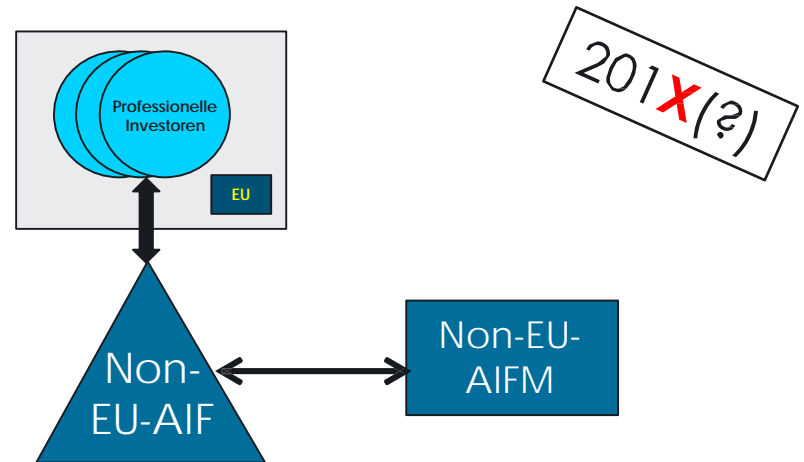 201X(?)
Professionelle
Investoren
EU
Non-
EU-AIF
Non-EU-
AIFM